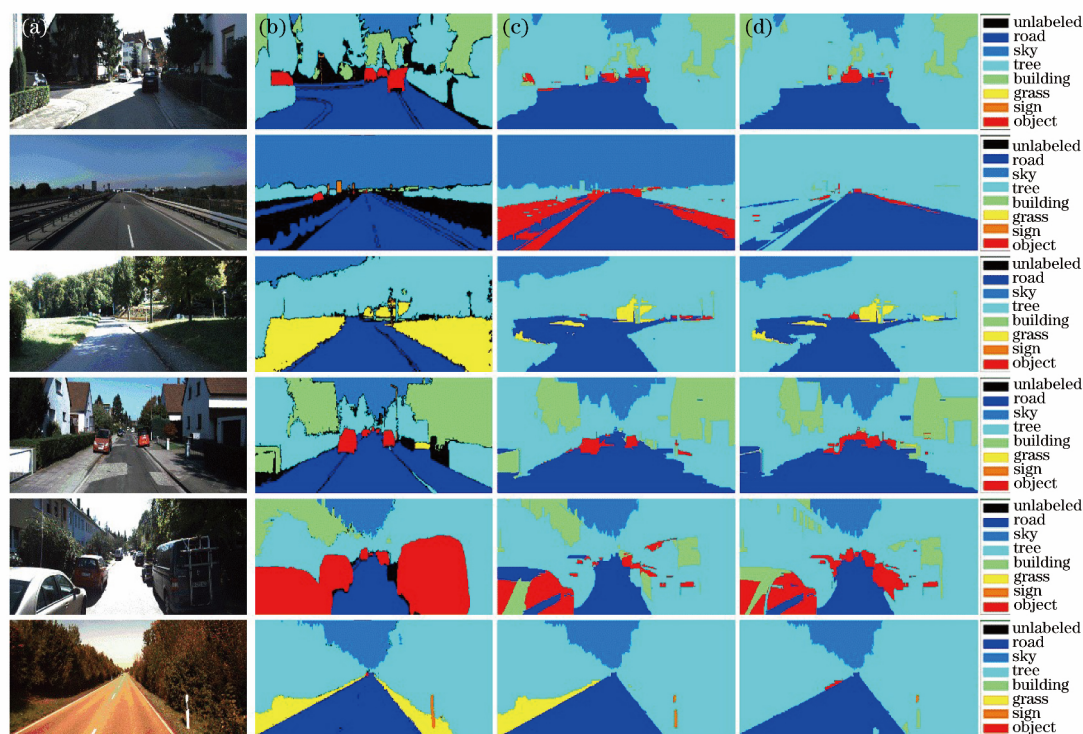 (a)
(b)
(c)
(d)
unlabeled
road
sky
tree
building
grass
sign
object
unlabeled
road
sky
tree
building
grass
sign
object
unlabeled
road
sky
tree
building
grass
sign
object
unlabeled
road
sky
tree
building
grass
sign
object
unlabeled
road
sky
tree
building
grass
sign
object
unlabeled
road
sky
tree
building
grass
sign
object